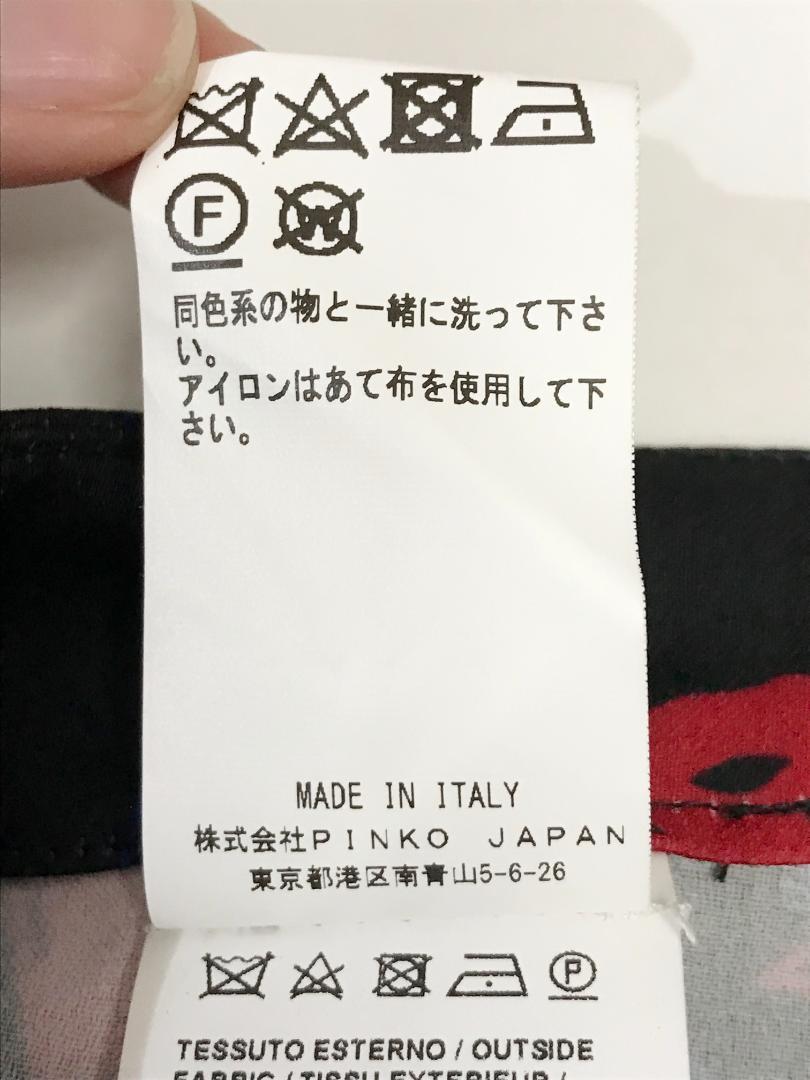 F
W
同色系の物と一緒に洗って下さ
い。
アイロンはあて布を使用して下
さい。
MADE IN ITALY
株式会社PINKO JAPAN
東京都港区南青山5-6-26
P
TESSUTO ESTERNO / OUTSIDE
FABRIC / TISSU EXTERIEUR /